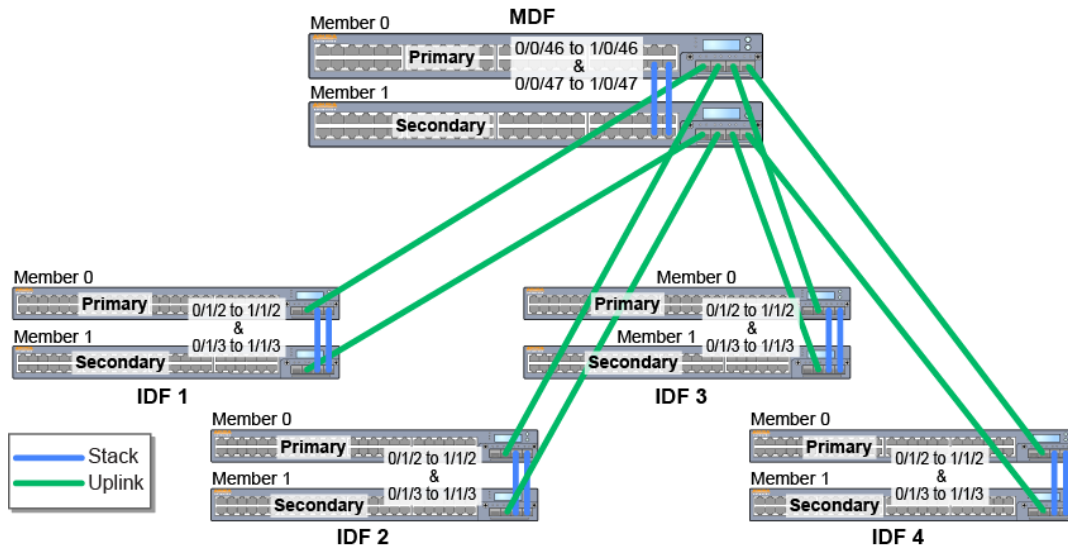 MDF
Member 0
Primary
0/0/46 to 1/0/46
&
0/0/47 to 1/0/47
Member 1
Secondary
Member 0
Primary
0/1/2 to 1/1/2
&
0/1/3 to 1/1/3
Member 1
Secondary
IDF 1
Member 0
Primary
0/1/2 to 1/1/2
&
0/1/3 to 1/1/3
Member 1
Secondary
IDF 3
Member 0
Primary
0/1/2 to 1/1/2
&
0/1/3 to 1/1/3
Member 1
Secondary
IDF 2
Member 0
Primary
0/1/2 to 1/1/2
&
0/1/3 to 1/1/3
Member 1
Secondary
IDF 4
Stack
Uplink